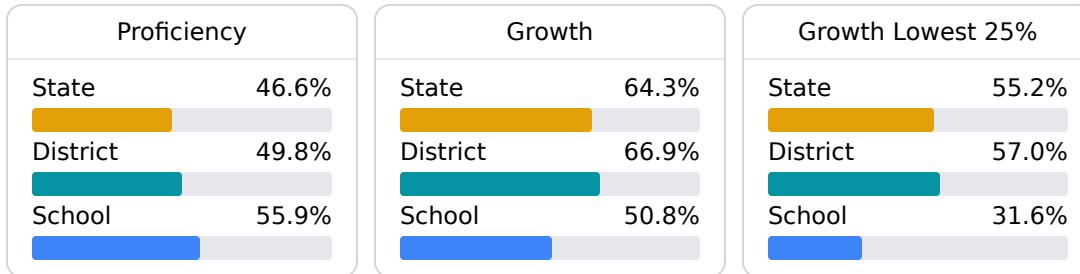 Proficiency
State 46.6%
District 49.8%
School 55.9%
Growth
State 64.3%
District 66.9%
School 50.8%
Growth Lowest 25%
State 55.2%
District 57.0%
School 31.6%